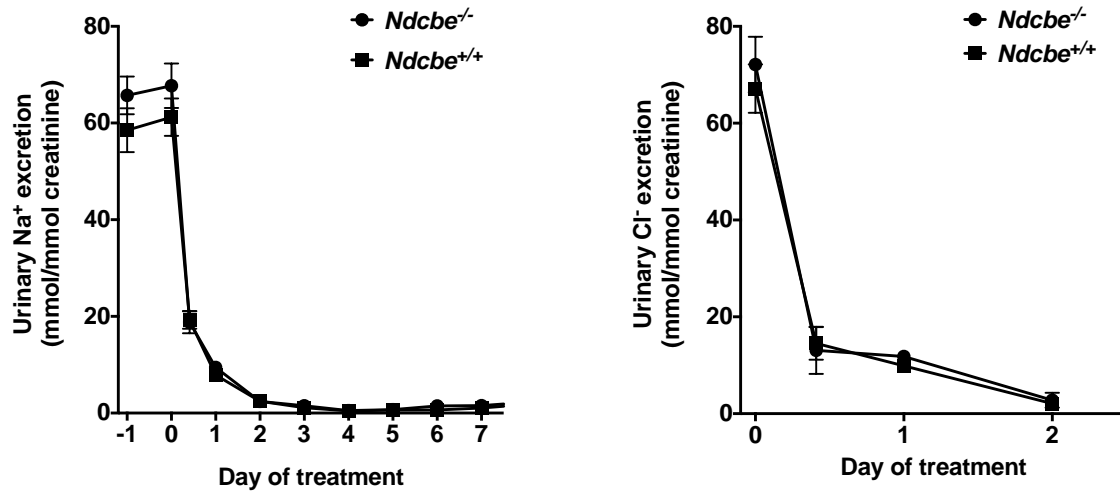 Ndcbe-/-
Ndcbe+/+
Urinary Na+ excretion
(mmol/mmol creatinine)
80
60
40
20
0
-1 0 1 2 3 4 5 6 7
Day of treatment
Ndcbe-/-
Ndcbe+/+
Urinary Cl- excretion
(mmol/mmol creatinine)
80
60
40
20
0
0 1 2
Day of treatment